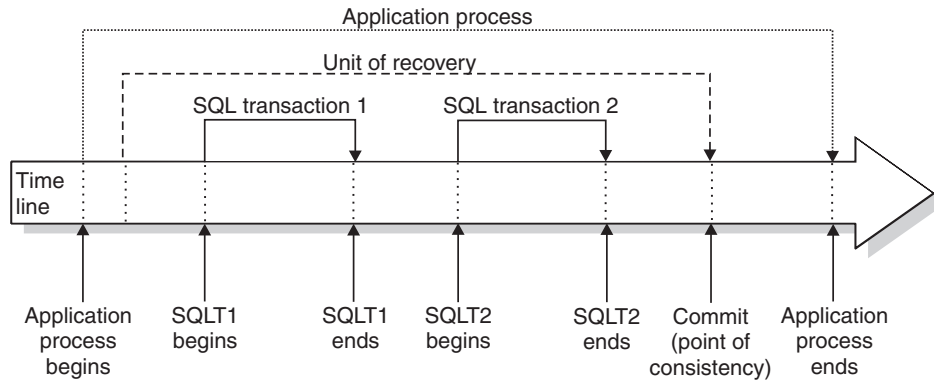 Application process
Unit of recovery
SQL transaction 1
SQL transaction 2
Time
line
Application
process
begins
SQLT1
begins
SQLT1
ends
SQLT2
begins
SQLT2
ends
Commit
(point of
consistency)
Application
process
ends